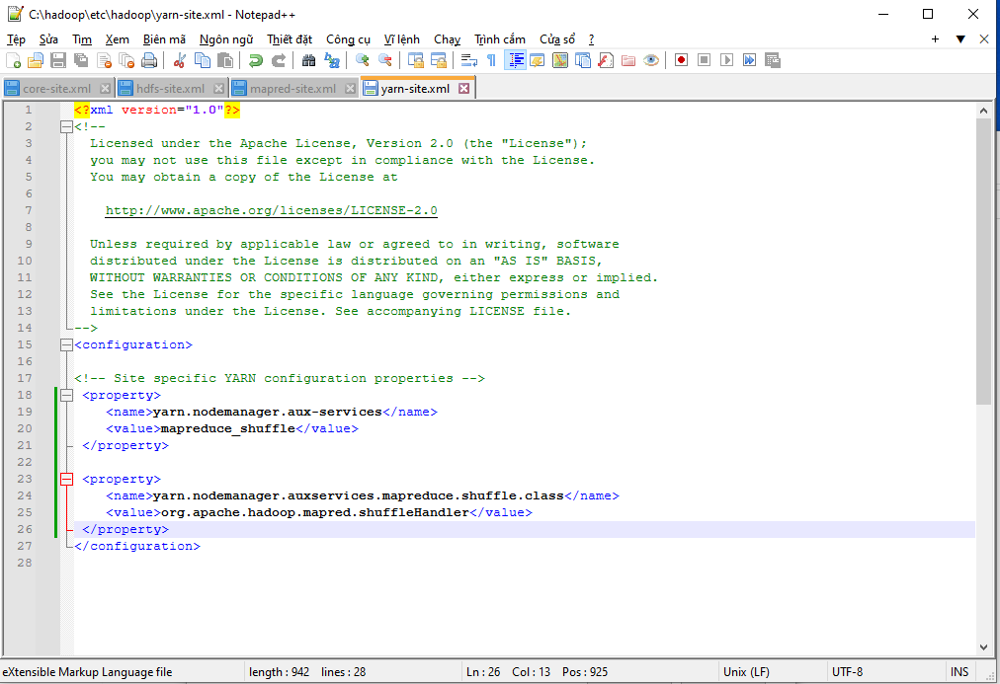 C:\hadoop\etc\hadoop\yarn-site.xml - Notepad++
Tệp Sửa Tìm Xem Biên mã Ngôn ngữ Thiết đặt Công cụ Vĩ lệnh Chạy Trình cắm Cửa sổ ? + ▼ X
core-site.xml hdfs-site.xml mapred-site.xml yarn-site.xml
1 <?xml version="1.0"?>
2 <!--
3 Licensed under the Apache License, Version 2.0 (the "License");
4 you may not use this file except in compliance with the License.
5 You may obtain a copy of the License at
6
7 http://www.apache.org/licenses/LICENSE-2.0
8
9 Unless required by applicable law or agreed to in writing, software
10 distributed under the License is distributed on an "AS IS" BASIS,
11 WITHOUT WARRANTIES OR CONDITIONS OF ANY KIND, either express or implied.
12 See the License for the specific language governing permissions and
13 limitations under the License. See accompanying LICENSE file.
14 -->
15 <configuration>
16
17 <!-- Site specific YARN configuration properties -->
18 <property>
19 <name>yarn.nodemanager.aux-services</name>
20 <value>mapreduce_shuffle</value>
21 </property>
22
23 <property>
24 <name>yarn.nodemanager.auxservices.mapreduce.shuffle.class</name>
25 <value>org.apache.hadoop.mapred.shuffleHandler</value>
26 </property>
27 </configuration>
28
eXtensible Markup Language file length : 942 lines : 28 Ln : 26 Col : 13 Pos : 925 Unix (LF) UTF-8 INS